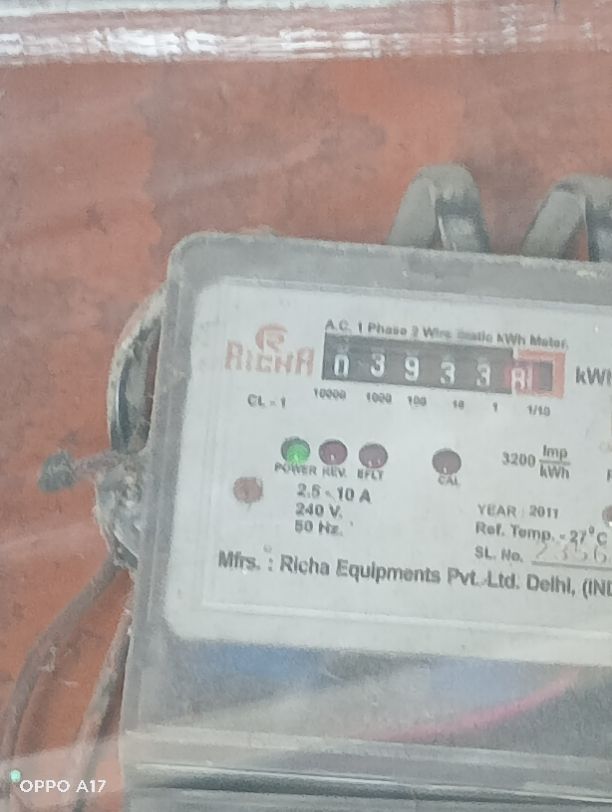 A.C. 1 Phase 2 Wire Static kWh Meter
RICHA
0 3 9 3 3 8 kWh
10000 1000 100 10 1 1/10
CL - 1
POWER REV. EFLT CAL
3200 Imp/kWh
2.5 - 10 A
240 V.
50 Hz.
YEAR : 2011
Ref. Temp. - 27°C
SL. No.
Mfrs. : Richa Equipments Pvt. Ltd. Delhi, (IND
OPPO A17